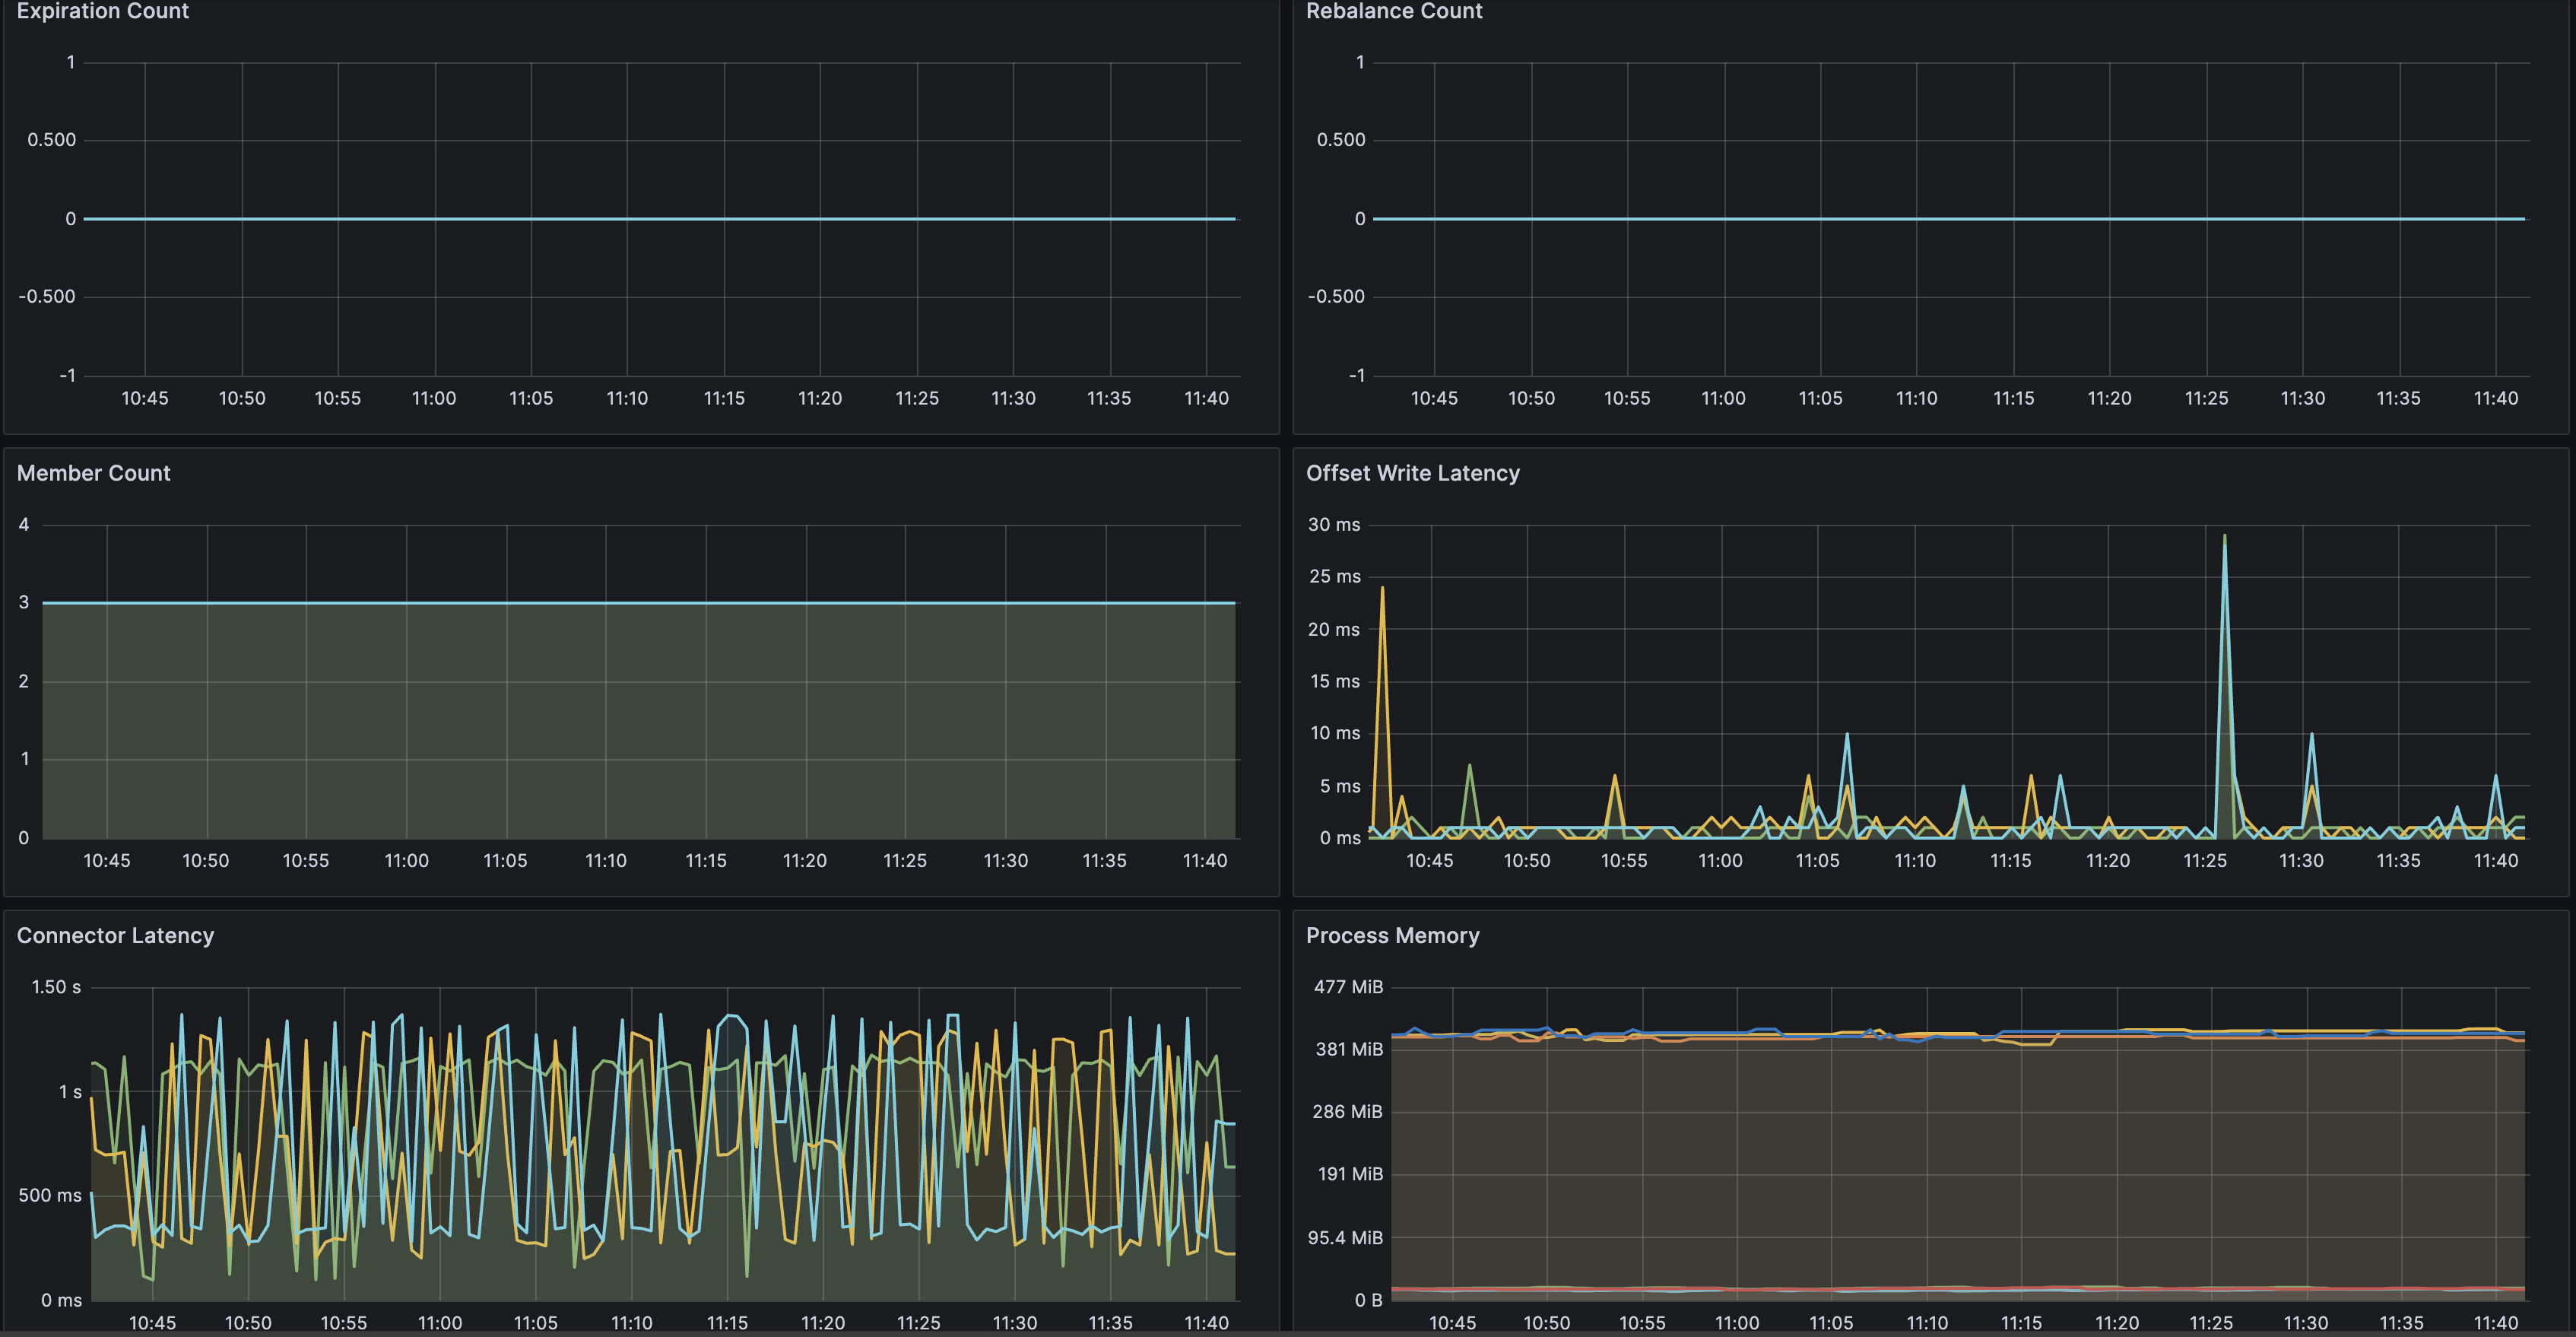 Expiration Count
1
0.500
0
-0.500
-1
10:45 10:50 10:55 11:00 11:05 11:10 11:15 11:20 11:25 11:30 11:35 11:40
Rebalance Count
1
0.500
0
-0.500
-1
10:45 10:50 10:55 11:00 11:05 11:10 11:15 11:20 11:25 11:30 11:35 11:40
Member Count
4
3
2
1
0
10:45 10:50 10:55 11:00 11:05 11:10 11:15 11:20 11:25 11:30 11:35 11:40
Offset Write Latency
30 ms
25 ms
20 ms
15 ms
10 ms
5 ms
0 ms
10:45 10:50 10:55 11:00 11:05 11:10 11:15 11:20 11:25 11:30 11:35 11:40
Connector Latency
1.50 s
1 s
500 ms
0 ms
10:45 10:50 10:55 11:00 11:05 11:10 11:15 11:20 11:25 11:30 11:35 11:40
Process Memory
477 MiB
381 MiB
286 MiB
191 MiB
95.4 MiB
0 B
10:45 10:50 10:55 11:00 11:05 11:10 11:15 11:20 11:25 11:30 11:35 11:40